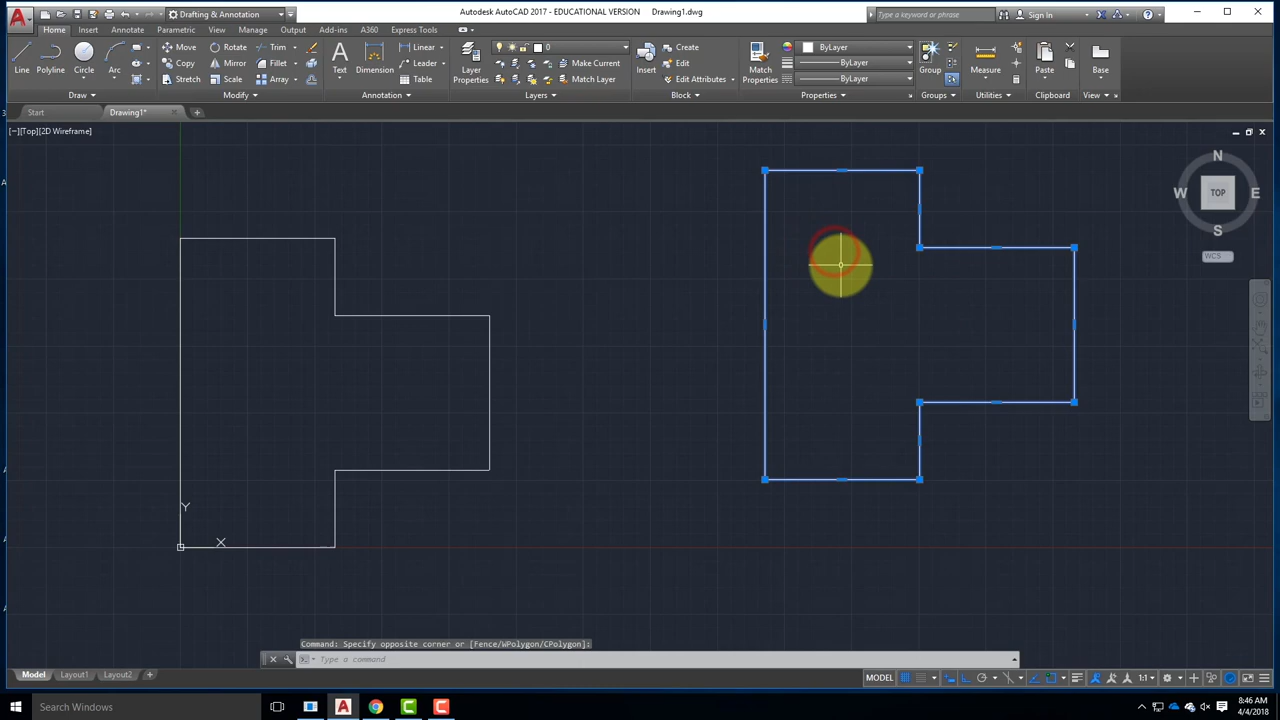 Drafting & Annotation
Autodesk AutoCAD 2017 - EDUCATIONAL VERSION Drawing1.dwg
Type a keyword or phrase
Sign In
Home Insert Annotate Parametric View Manage Output Add-ins A360 Express Tools
Line Polyline Circle Arc
Move Rotate Trim
Copy Mirror Fillet
Stretch Scale Array
Text Dimension
Linear
Leader
Table
Layer Properties
0
Make Current
Match Layer
Insert
Create
Edit
Edit Attributes
Match Properties
ByLayer
ByLayer
ByLayer
Group Measure Paste Base
Draw Modify Annotation Layers Block Properties Groups Utilities Clipboard View
Start Drawing1* +
[−][Top][2D Wireframe]
N
W TOP E
S
WCS
Y
X
Command: Specify opposite corner or [Fence/WPolygon/CPolygon]:
Type a command
Model Layout1 Layout2 +
MODEL 1:1
Search Windows
8:46 AM
4/4/2018